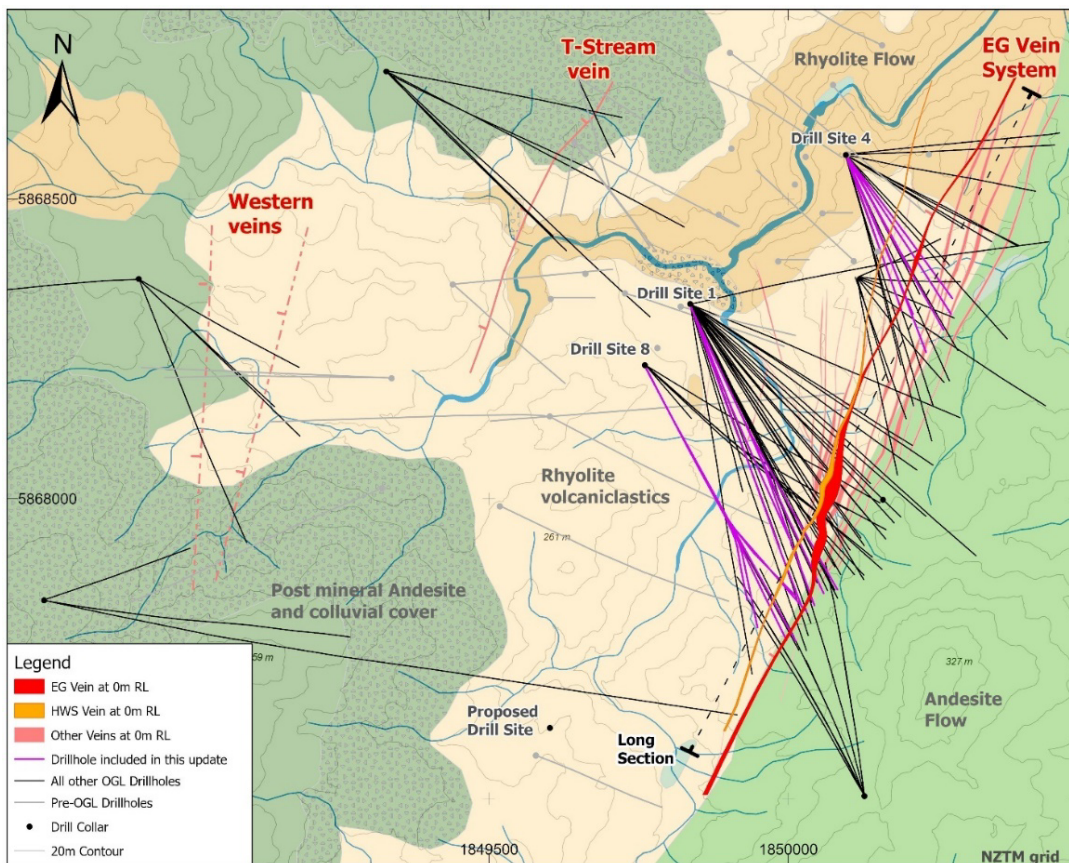 N
T-Stream
vein
Rhyolite Flow
EG Vein
System
Drill Site 4
5868500
Western
veins
Drill Site 1
Drill Site 8
Rhyolite
volcaniclastics
5868000
261 m
Post mineral Andesite
and colluvial cover
59 m
327 m
Andesite
Flow
Proposed
Drill Site
Long
Section
Legend
EG Vein at 0m RL
HWS Vein at 0m RL
Other Veins at 0m RL
Drillhole included in this update
All other OGL Drillholes
Pre-OGL Drillholes
Drill Collar
20m Contour
1849500
1850000
NZTM grid